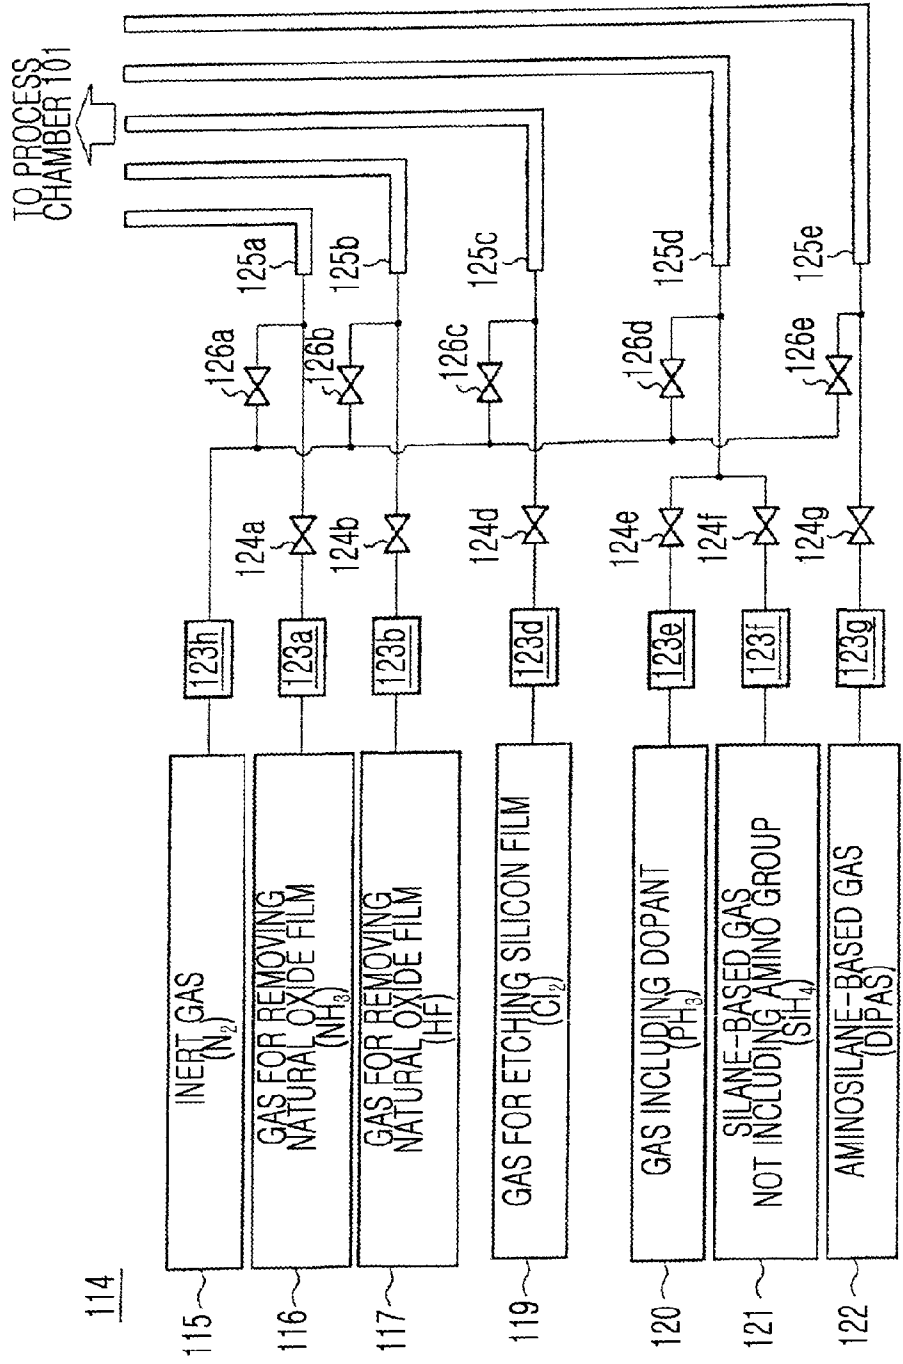 114
TO PROCESS
CHAMBER 101
115
INERT GAS
(N₂)
123h
116
GAS FOR REMOVING
NATURAL OXIDE FILM
(NH₃)
123a
124a
126a
125a
117
GAS FOR REMOVING
NATURAL OXIDE FILM
(HF)
123b
124b
126b
125b
119
GAS FOR ETCHING SILICON FILM
(Cl₂)
123d
124d
126c
125c
120
GAS INCLUDING DOPANT
(PH₃)
123e
124e
126d
125d
121
SILANE-BASED GAS
NOT INCLUDING AMINO GROUP
(SiH₄)
123f
124f
122
AMINOSILANE-BASED GAS
(DIPAS)
123g
124g
126e
125e